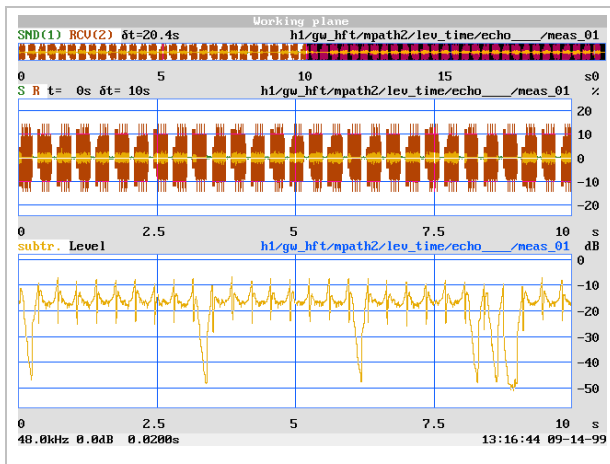 Working plane
SND(1) RCV(2) δt=20.4s h1/gw_hft/mpath2/lev_time/echo____/meas_01
0 5 10 15 s0
S R t= 0s δt= 10s h1/gw_hft/mpath2/lev_time/echo____/meas_01 %
20
10
0
-10
-20
0 2.5 5 7.5 10 s
subtr. Level h1/gw_hft/mpath2/lev_time/echo____/meas_01 dB
0
-10
-20
-30
-40
-50
0 2.5 5 7.5 10 s
48.0kHz 0.0dB 0.0200s 13:16:44 09-14-99